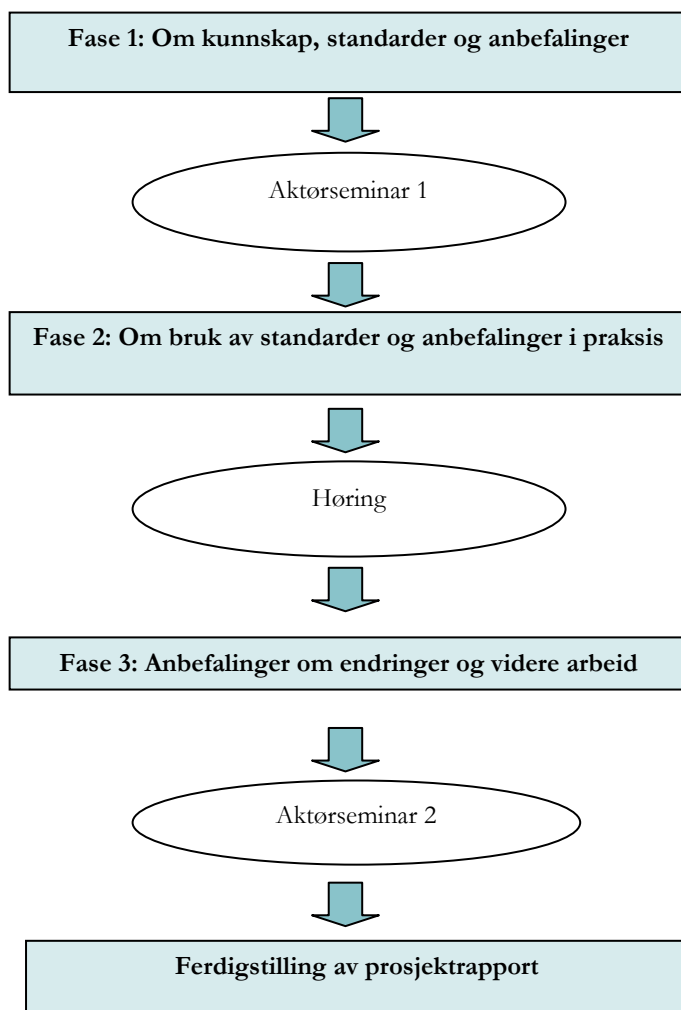 Fase 1: Om kunnskap, standarder og anbefalinger
Aktørseminar 1
Fase 2: Om bruk av standarder og anbefalinger i praksis
Høring
Fase 3: Anbefalinger om endringer og videre arbeid
Aktørseminar 2
Ferdigstilling av prosjektrapport